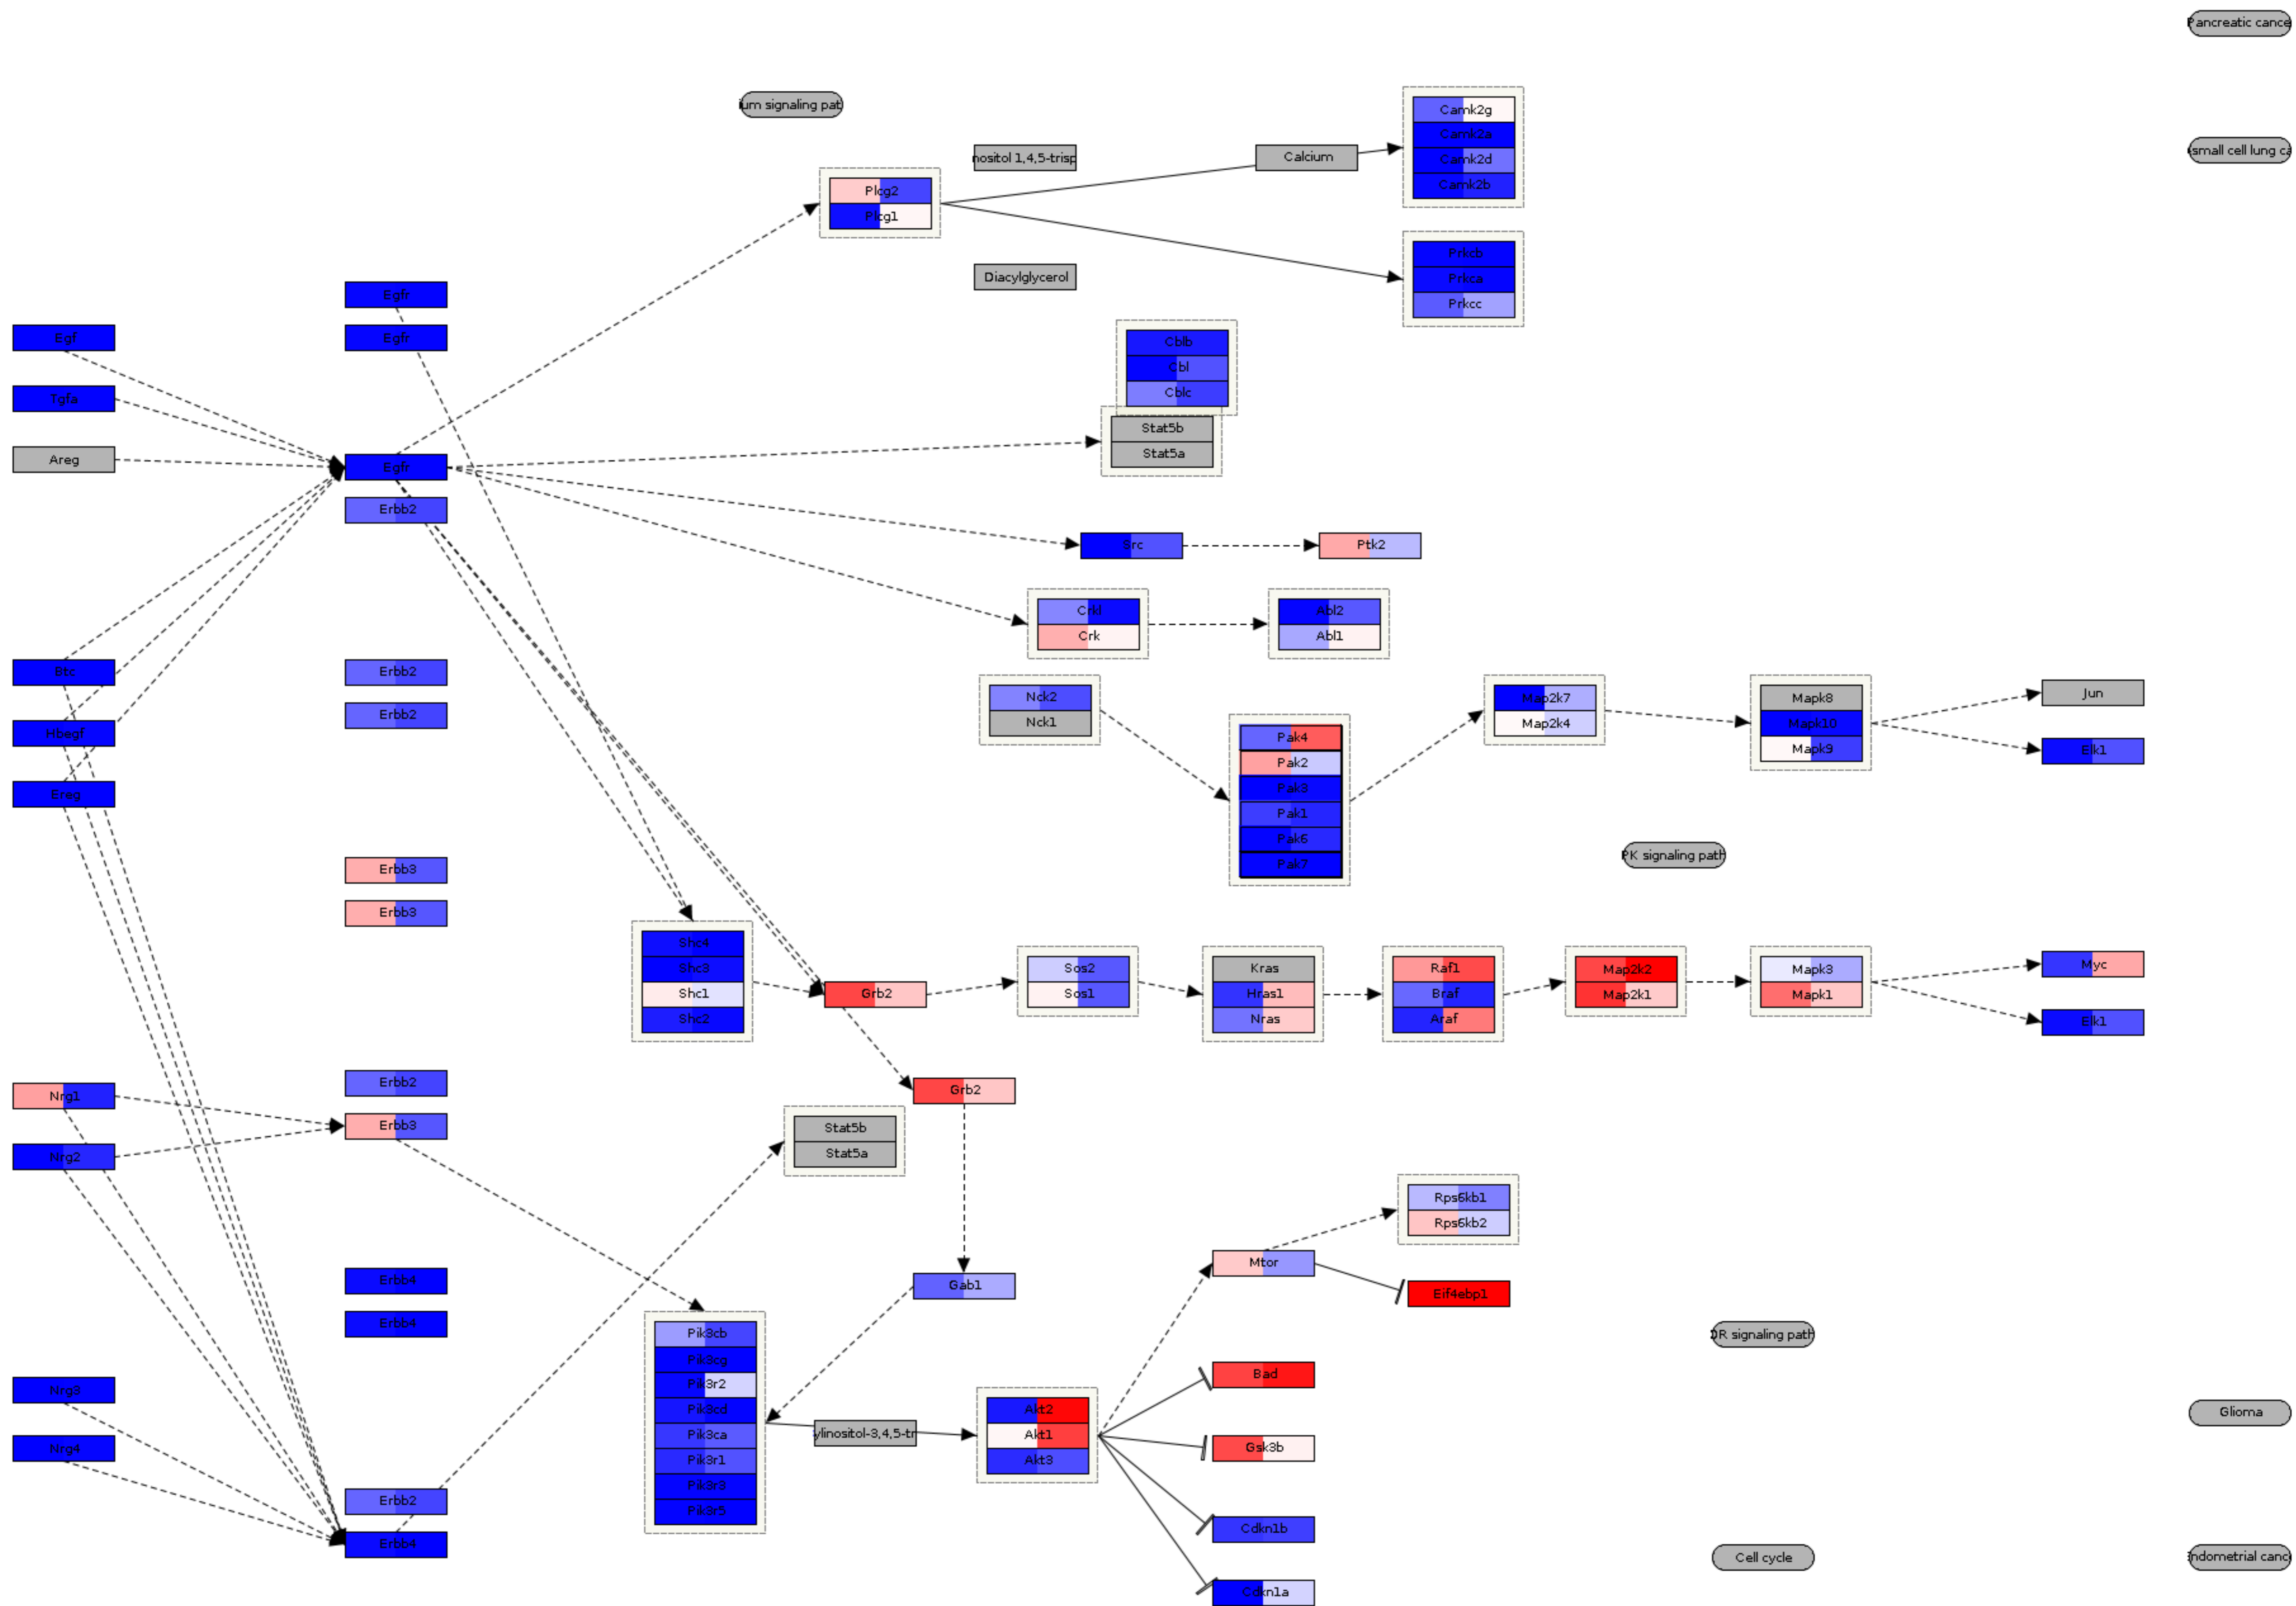 Pancreatic cance
ium signaling pat
Camk2g
Camk2a
Camk2d
Camk2b
nositol 1,4,5-trisp
Calcium
small cell lung ca
Plcg2
Plcg1
Prkcb
Prkca
Prkcc
Diacylglycerol
Egfr
Egfr
Egf
Tgfa
Areg
Cblb
Cbl
Cblc
Stat5b
Stat5a
Egfr
Erbb2
Src
Ptk2
Crkl
Crk
Abl2
Abl1
Btc
Hbegf
Ereg
Erbb2
Erbb2
Nck2
Nck1
Pak4
Pak2
Pak3
Pak1
Pak6
Pak7
Map2k7
Map2k4
Mapk8
Mapk10
Mapk9
Jun
Elk1
PK signaling path
Erbb3
Erbb3
Shc4
Shc3
Shc1
Shc2
Grb2
Sos2
Sos1
Kras
Hras1
Nras
Raf1
Braf
Araf
Map2k2
Map2k1
Mapk3
Mapk1
Myc
Elk1
Nrg1
Nrg2
Erbb2
Erbb3
Grb2
Stat5b
Stat5a
Rps6kb1
Rps6kb2
Mtor
Eif4ebp1
Gab1
Erbb4
Erbb4
OR signaling path
Pik3cb
Pik3cg
Pik3r2
Pik3cd
Pik3ca
Pik3r1
Pik3r3
Pik3r5
ylinositol-3,4,5-tr
Akt2
Akt1
Akt3
Bad
Gsk3b
Cdkn1b
Cdkn1a
Nrg3
Nrg4
Erbb2
Erbb4
Glioma
Cell cycle
ndometrial canc